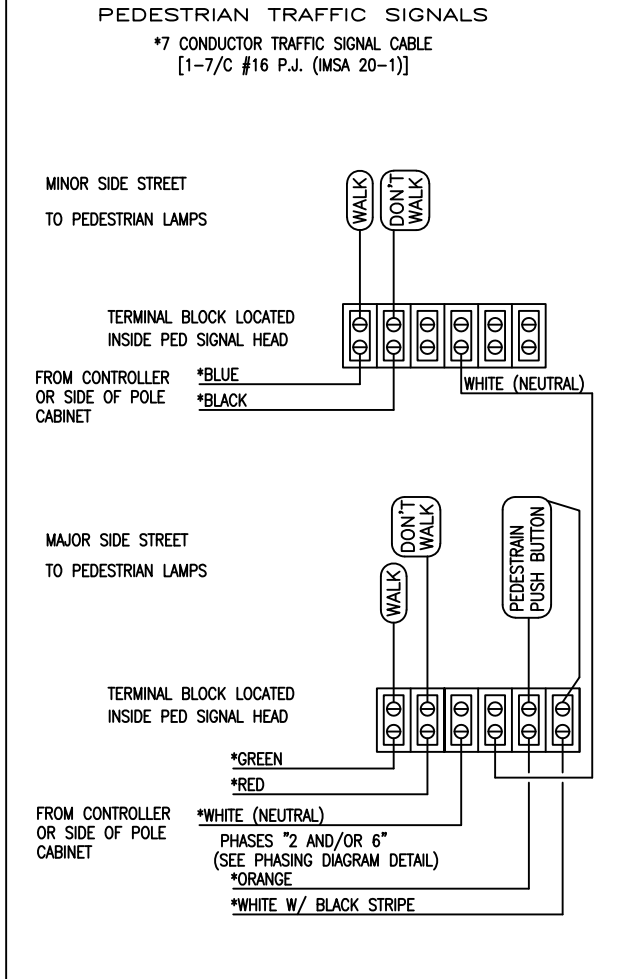 PEDESTRIAN TRAFFIC SIGNALS
*7 CONDUCTOR TRAFFIC SIGNAL CABLE
[1-7/C #16 P.J. (IMSA 20-1)]
MINOR SIDE STREET
TO PEDESTRIAN LAMPS
WALK
DON'T
WALK
TERMINAL BLOCK LOCATED
INSIDE PED SIGNAL HEAD
FROM CONTROLLER
OR SIDE OF POLE
CABINET
*BLUE
*BLACK
WHITE (NEUTRAL)
MAJOR SIDE STREET
TO PEDESTRIAN LAMPS
WALK
DON'T
WALK
PEDESTRAIN
PUSH BUTTON
TERMINAL BLOCK LOCATED
INSIDE PED SIGNAL HEAD
*GREEN
*RED
FROM CONTROLLER
OR SIDE OF POLE
CABINET
*WHITE (NEUTRAL)
PHASES "2 AND/OR 6"
(SEE PHASING DIAGRAM DETAIL)
*ORANGE
*WHITE W/ BLACK STRIPE